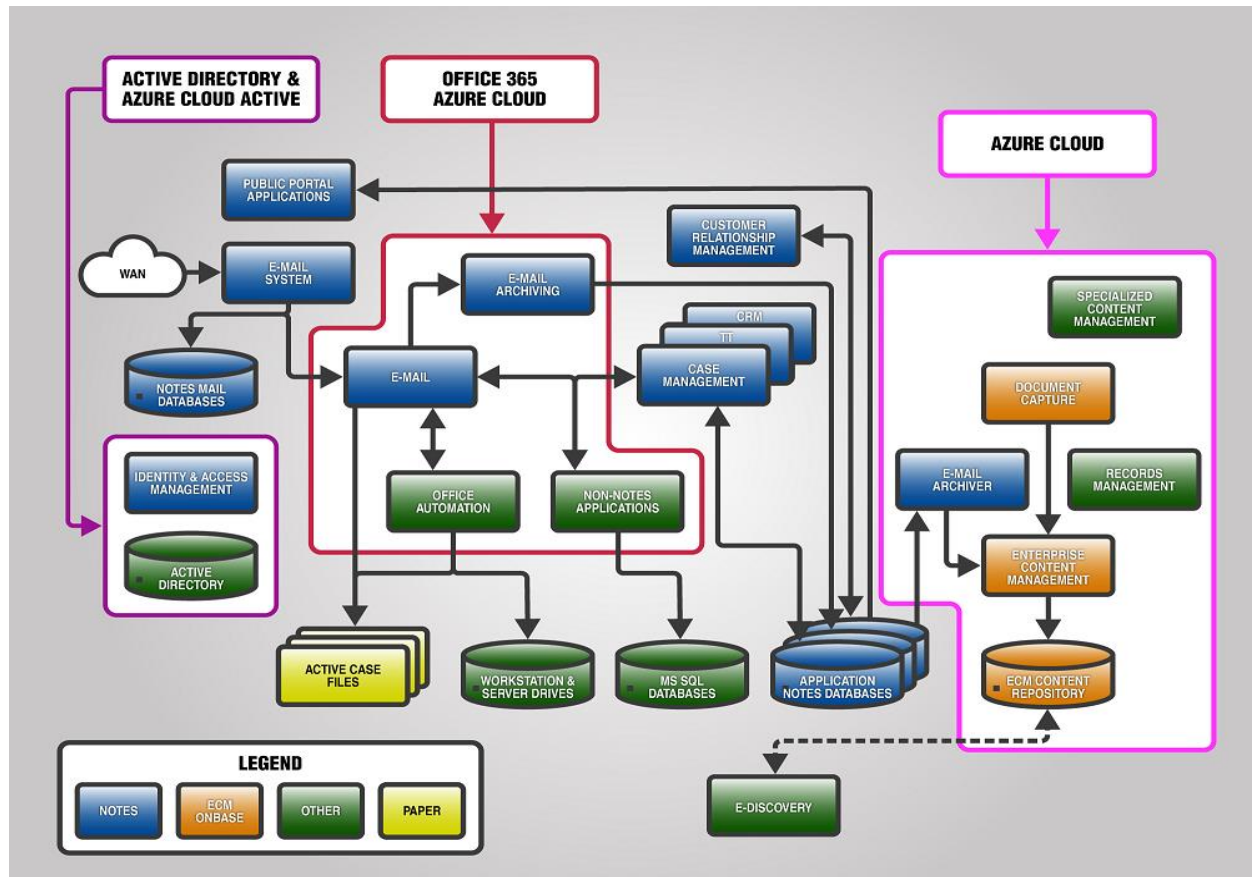 ACTIVE DIRECTORY &
AZURE CLOUD ACTIVE
OFFICE 365
AZURE CLOUD
AZURE CLOUD
PUBLIC PORTAL
APPLICATIONS
CUSTOMER
RELATIONSHIP
MANAGEMENT
WAN
E-MAIL
SYSTEM
E-MAIL
ARCHIVING
SPECIALIZED
CONTENT
MANAGEMENT
CRM
TT
CASE
MANAGEMENT
NOTES MAIL
DATABASES
E-MAIL
DOCUMENT
CAPTURE
IDENTITY & ACCESS
MANAGEMENT
OFFICE
AUTOMATION
NON-NOTES
APPLICATIONS
E-MAIL
ARCHIVER
RECORDS
MANAGEMENT
ACTIVE
DIRECTORY
ENTERPRISE
CONTENT
MANAGEMENT
ACTIVE CASE
FILES
WORKSTATION &
SERVER DRIVES
MS SQL
DATABASES
APPLICATION
NOTES DATABASES
ECM CONTENT
REPOSITORY
LEGEND
NOTES
ECM
ONBASE
OTHER
PAPER
E-DISCOVERY